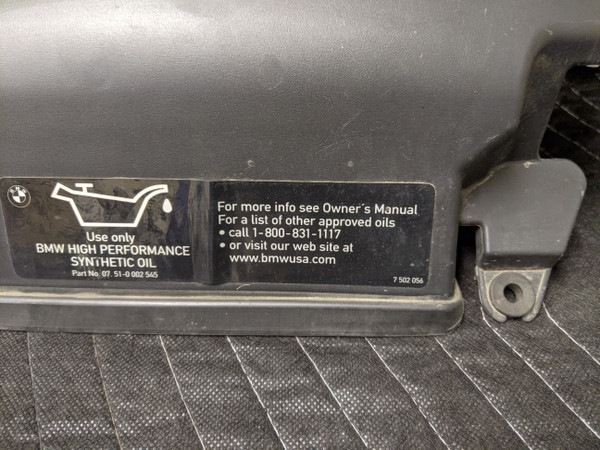 BMW
Use only
BMW HIGH PERFORMANCE
SYNTHETIC OIL
Part No. 07 51-0 002 545
For more info see Owner´s Manual
For a list of other approved oils
• call 1-800-831-1117
• or visit our web site at
www.bmwusa.com
7 502 056